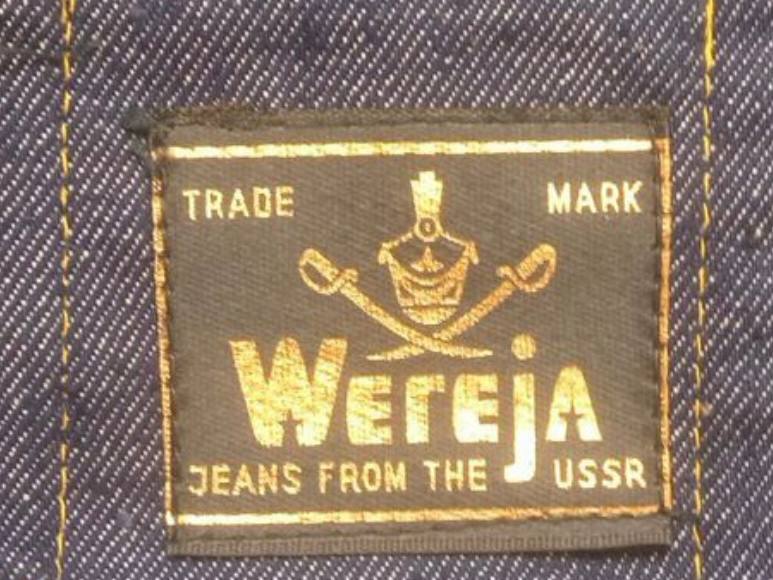 TRADE MARK
Wereja
JEANS FROM THE USSR